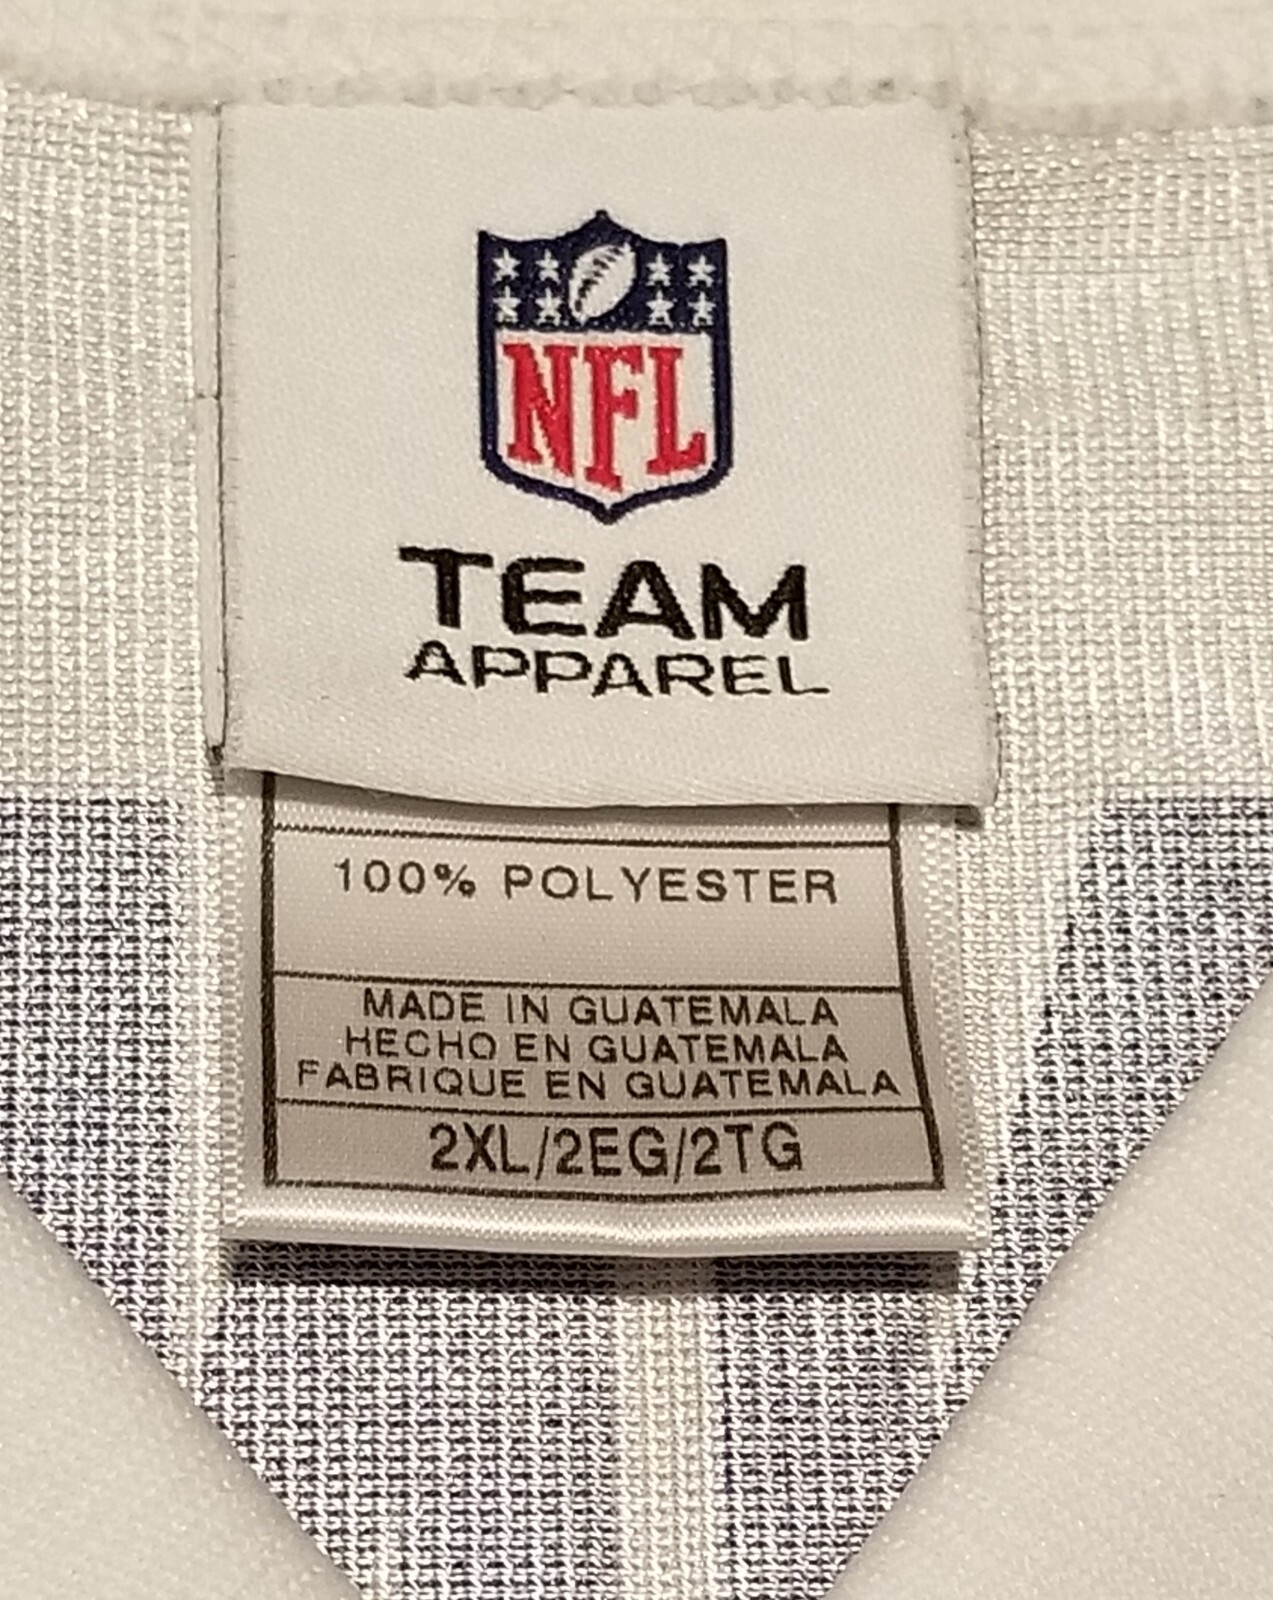 NFL
TEAM
APPAREL
100% POLYESTER
MADE IN GUATEMALA
HECHO EN GUATEMALA
FABRIQUE EN GUATEMALA
2XL/2EG/2TG